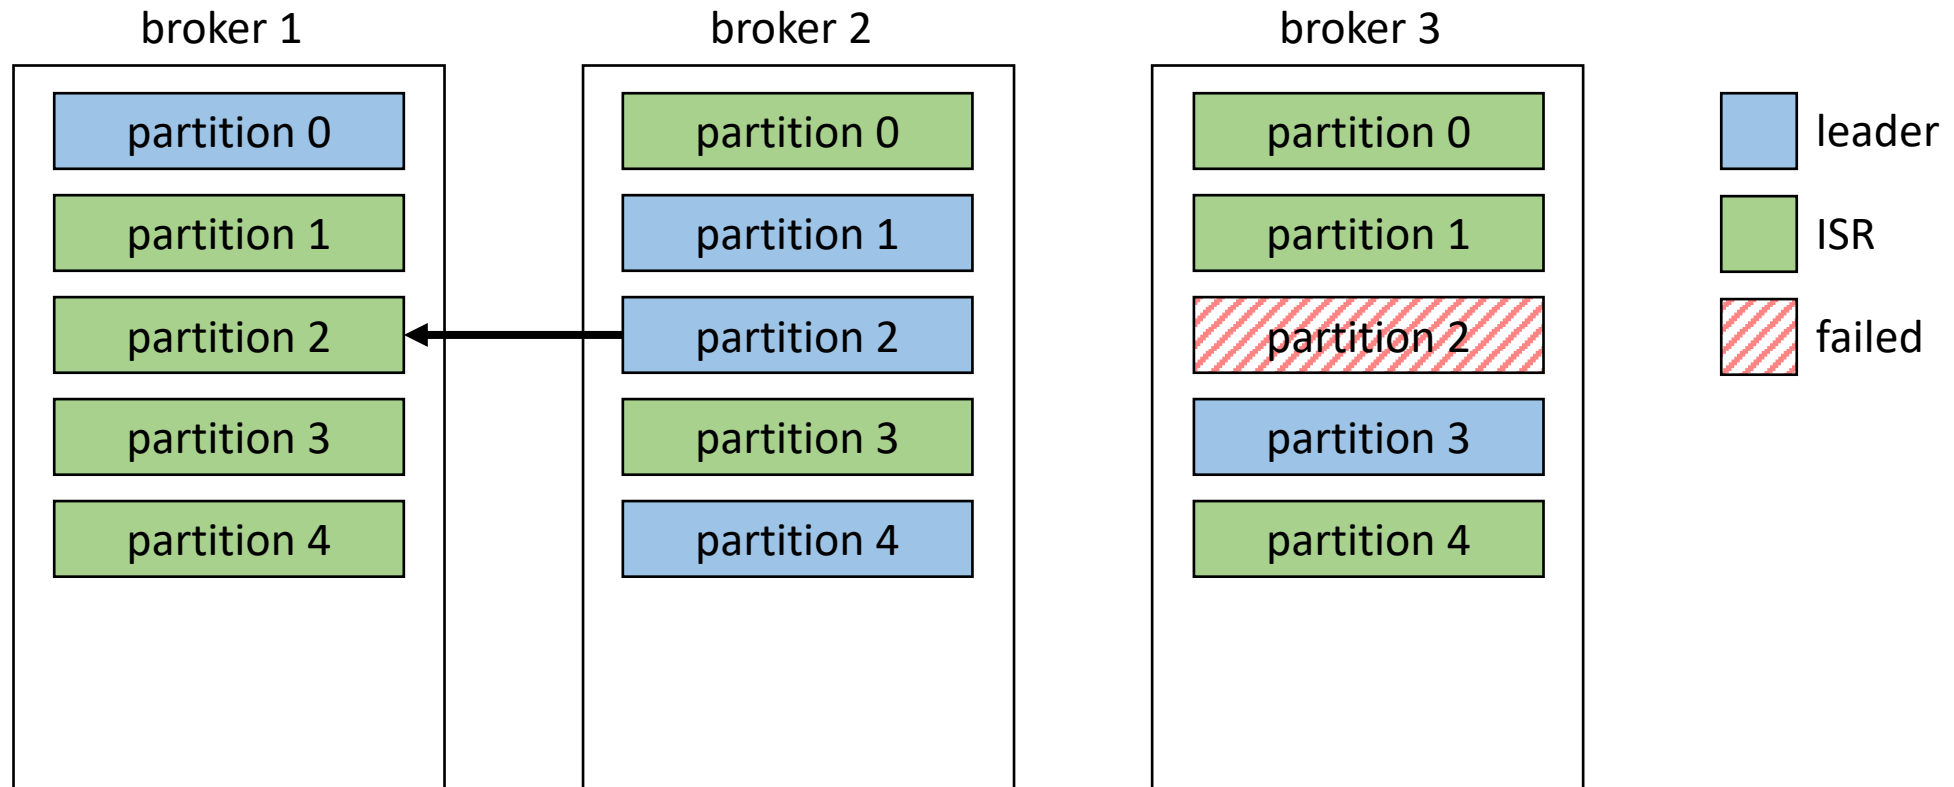 broker 1
partition 0
partition 1
partition 2
partition 3
partition 4
broker 2
partition 0
partition 1
partition 2
partition 3
partition 4
broker 3
partition 0
partition 1
partition 2
partition 3
partition 4
leader
ISR
failed